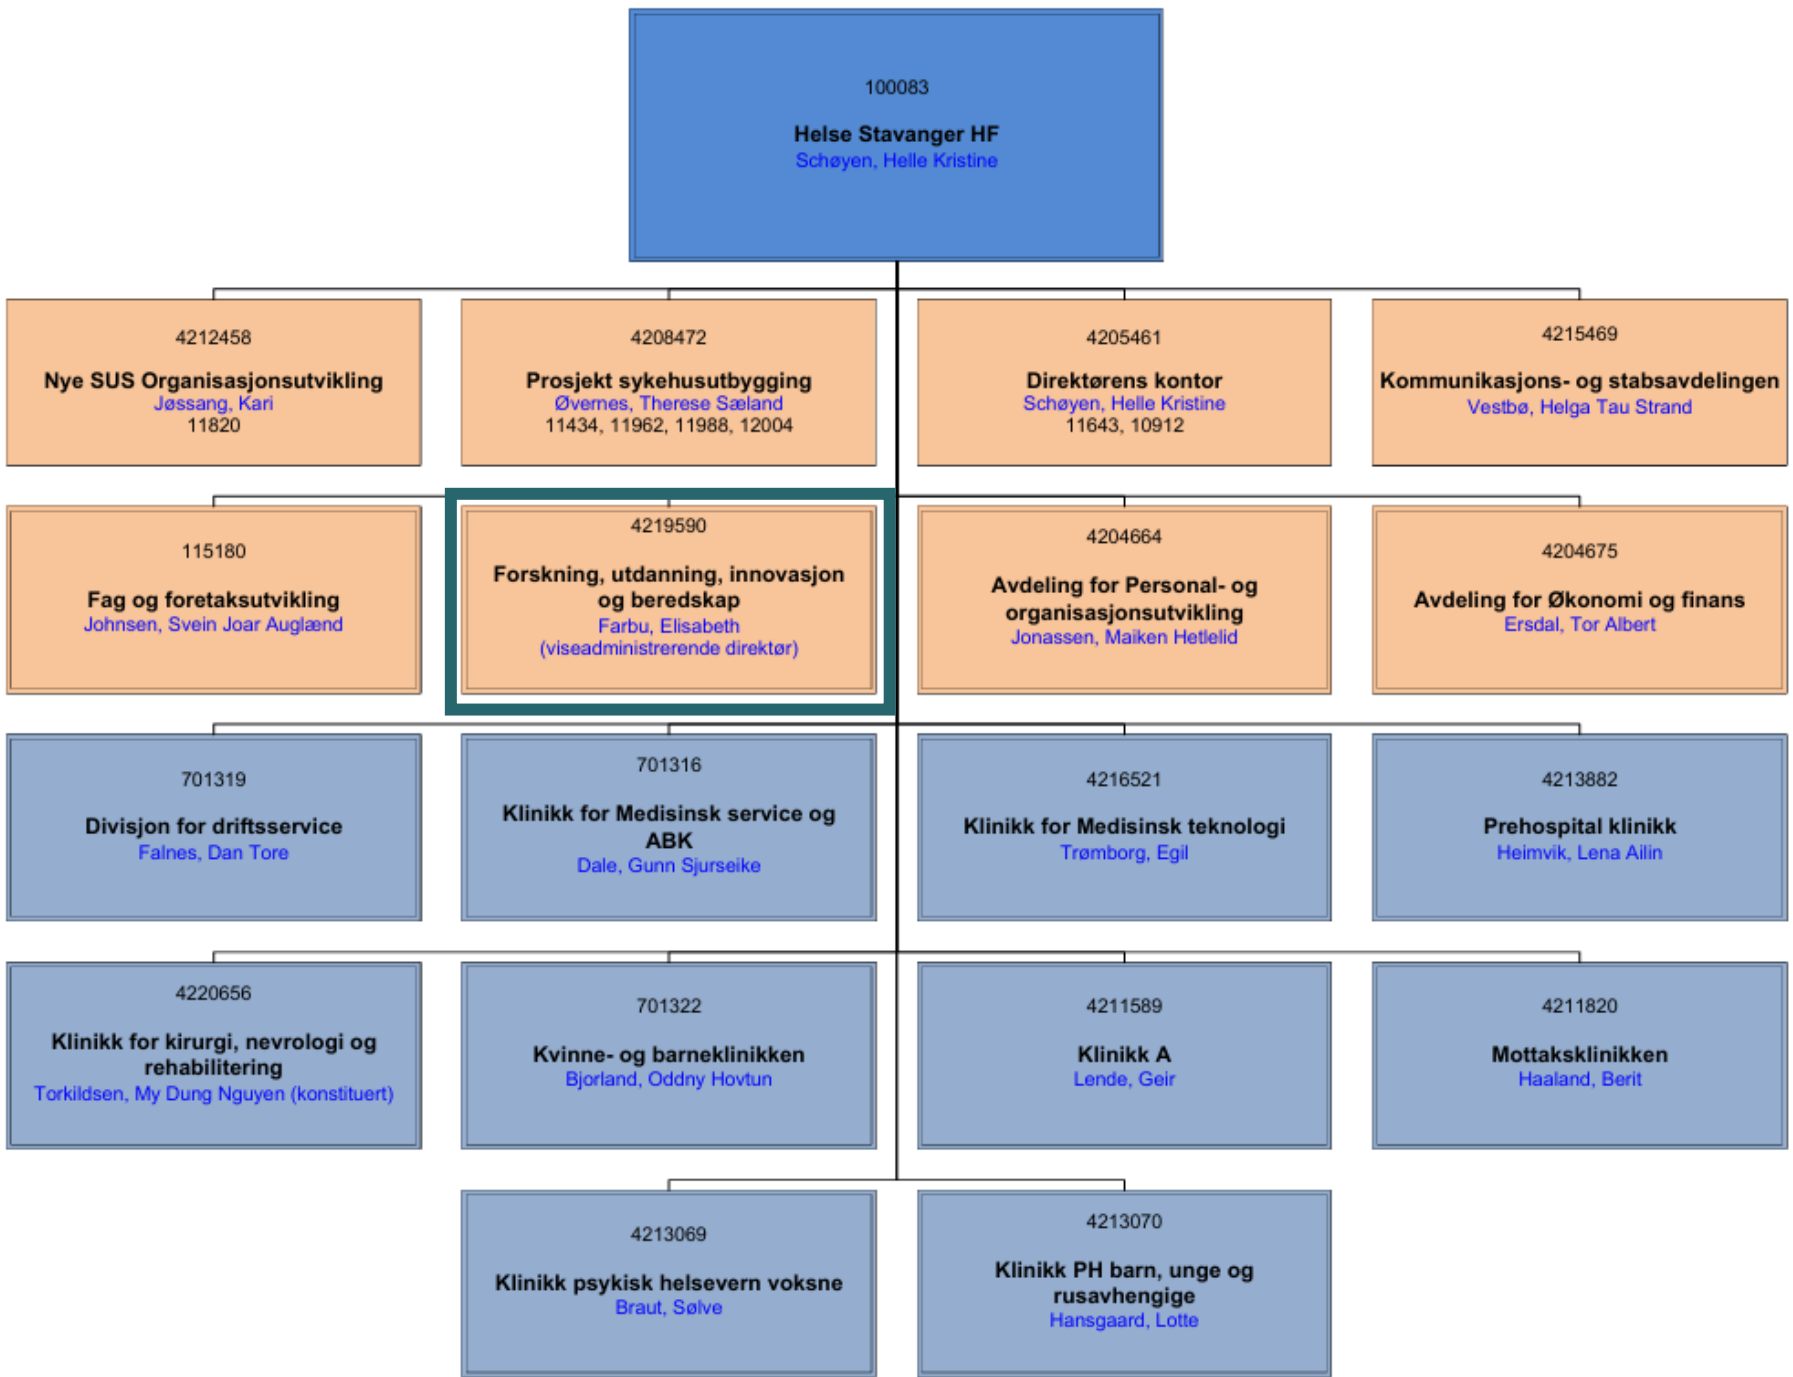 100083
Helse Stavanger HF
Schøyen, Helle Kristine
4212458
Nye SUS Organisasjonsutvikling
Jøssang, Kari
11820
4208472
Prosjekt sykehusutbygging
Øvernes, Therese Sæland
11434, 11962, 11988, 12004
4205461
Direktørens kontor
Schøyen, Helle Kristine
11643, 10912
4215469
Kommunikasjons- og stabsavdelingen
Vestbø, Helga Tau Strand
115180
Fag og foretaksutvikling
Johnsen, Svein Joar Auglænd
4219590
Forskning, utdanning, innovasjon
og beredskap
Farbu, Elisabeth
(viseadministrerende direktør)
4204664
Avdeling for Personal- og
organisasjonsutvikling
Jonassen, Maiken Hetlelid
4204675
Avdeling for Økonomi og finans
Ersdal, Tor Albert
701319
Divisjon for driftsservice
Falnes, Dan Tore
701316
Klinikk for Medisinsk service og
ABK
Dale, Gunn Sjurseike
4216521
Klinikk for Medisinsk teknologi
Trømborg, Egil
4213882
Prehospital klinikk
Heimvik, Lena Ailin
4220656
Klinikk for kirurgi, nevrologi og
rehabilitering
Torkildsen, My Dung Nguyen (konstituert)
701322
Kvinne- og barneklinikken
Bjorland, Oddny Hovtun
4211589
Klinikk A
Lende, Geir
4211820
Mottaksklinikken
Haaland, Berit
4213069
Klinikk psykisk helsevern voksne
Braut, Sølve
4213070
Klinikk PH barn, unge og
rusavhengige
Hansgaard, Lotte